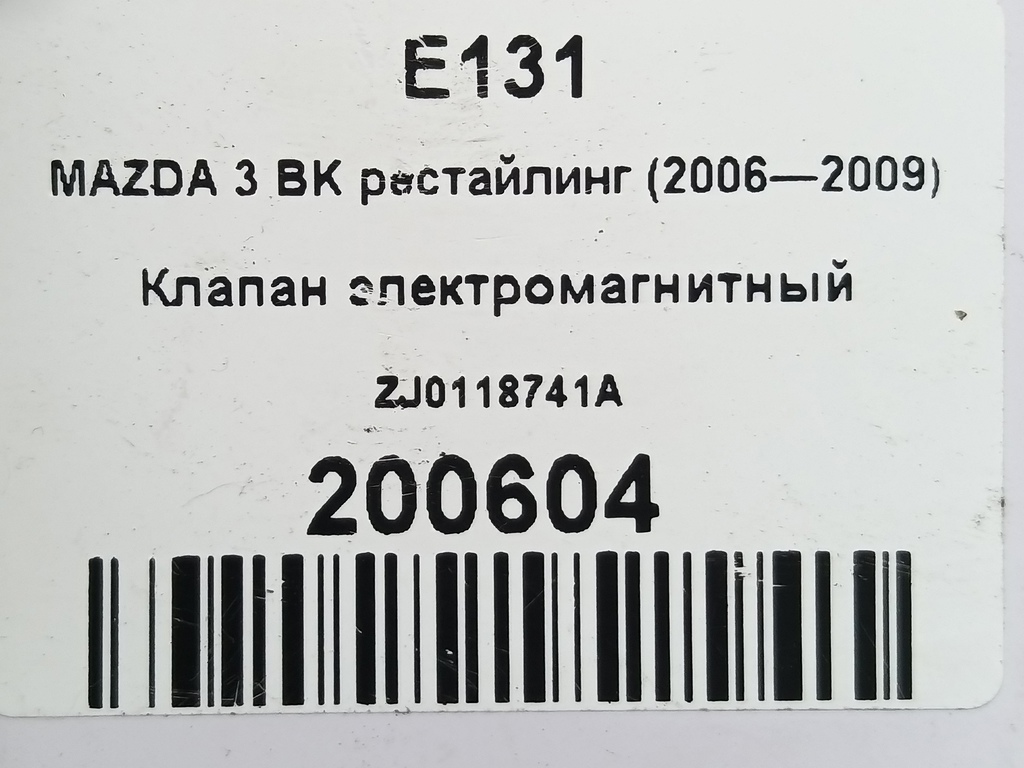 E131
MAZDA 3 BK рестайлинг (2006—2009)
Клапан электромагнитный
ZJ0118741A
200604